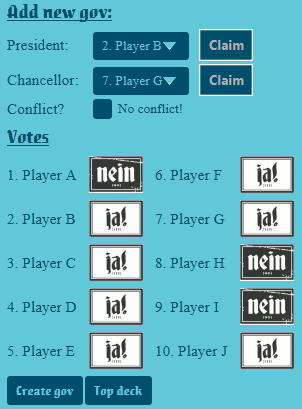 Add new gov:
President: 2. Player B Claim
Chancellor: 7. Player G Claim
Conflict? No conflict!
Votes
1. Player A nein 6. Player F ja!
2. Player B ja! 7. Player G ja!
3. Player C ja! 8. Player H nein
4. Player D ja! 9. Player I nein
5. Player E ja! 10. Player J ja!
Create gov Top deck